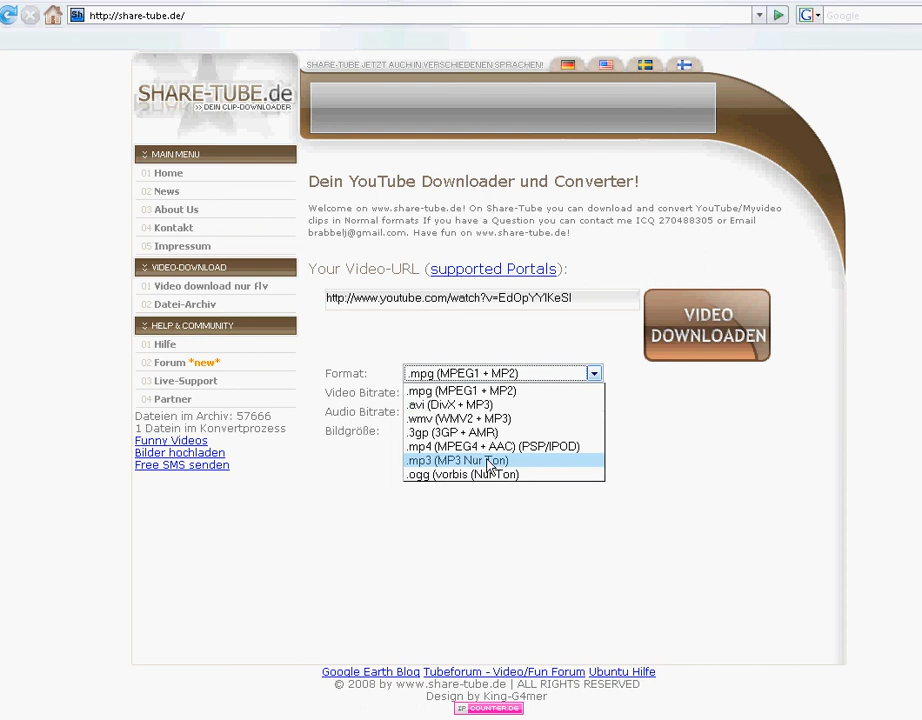 http://share-tube.de/
Google
SHARE-TUBE JETZT AUCH IN VERSCHIEDENEN SPRACHEN!
SHARE-TUBE.de
>> DEIN CLIP-DOWNLOADER
MAIN MENU
01 Home
02 News
03 About Us
04 Kontakt
05 Impressum
VIDEO-DOWNLOAD
01 Video download nur flv
02 Datei-Archiv
HELP & COMMUNITY
01 Hilfe
02 Forum *new*
03 Live-Support
04 Partner
Dateien im Archiv: 57666
1 Datein im Konvertprozess
Funny Videos
Bilder hochladen
Free SMS senden
Dein YouTube Downloader und Converter!
Welcome on www.share-tube.de! On Share-Tube you can download and convert YouTube/Myvideo
clips in Normal formats If you have a Question you can contact me ICQ 270488305 or Email
brabbelj@gmail.com. Have fun on www.share-tube.de!
Your Video-URL (supported Portals):
http://www.youtube.com/watch?v=EdOpYYlKeSI
VIDEO
DOWNLOADEN
Format: .mpg (MPEG1 + MP2)
Video Bitrate:
Audio Bitrate:
Bildgröße:
.mpg (MPEG1 + MP2)
.avi (DivX + MP3)
.wmv (WMV2 + MP3)
.3gp (3GP + AMR)
.mp4 (MPEG4 + AAC) (PSP/IPOD)
.mp3 (MP3 Nur Ton)
.ogg (vorbis (Nur Ton)
Google Earth Blog Tubeforum - Video/Fun Forum Ubuntu Hilfe
© 2008 by www.share-tube.de | ALL RIGHTS RESERVED
Design by King-G4mer
COUNTER.DE